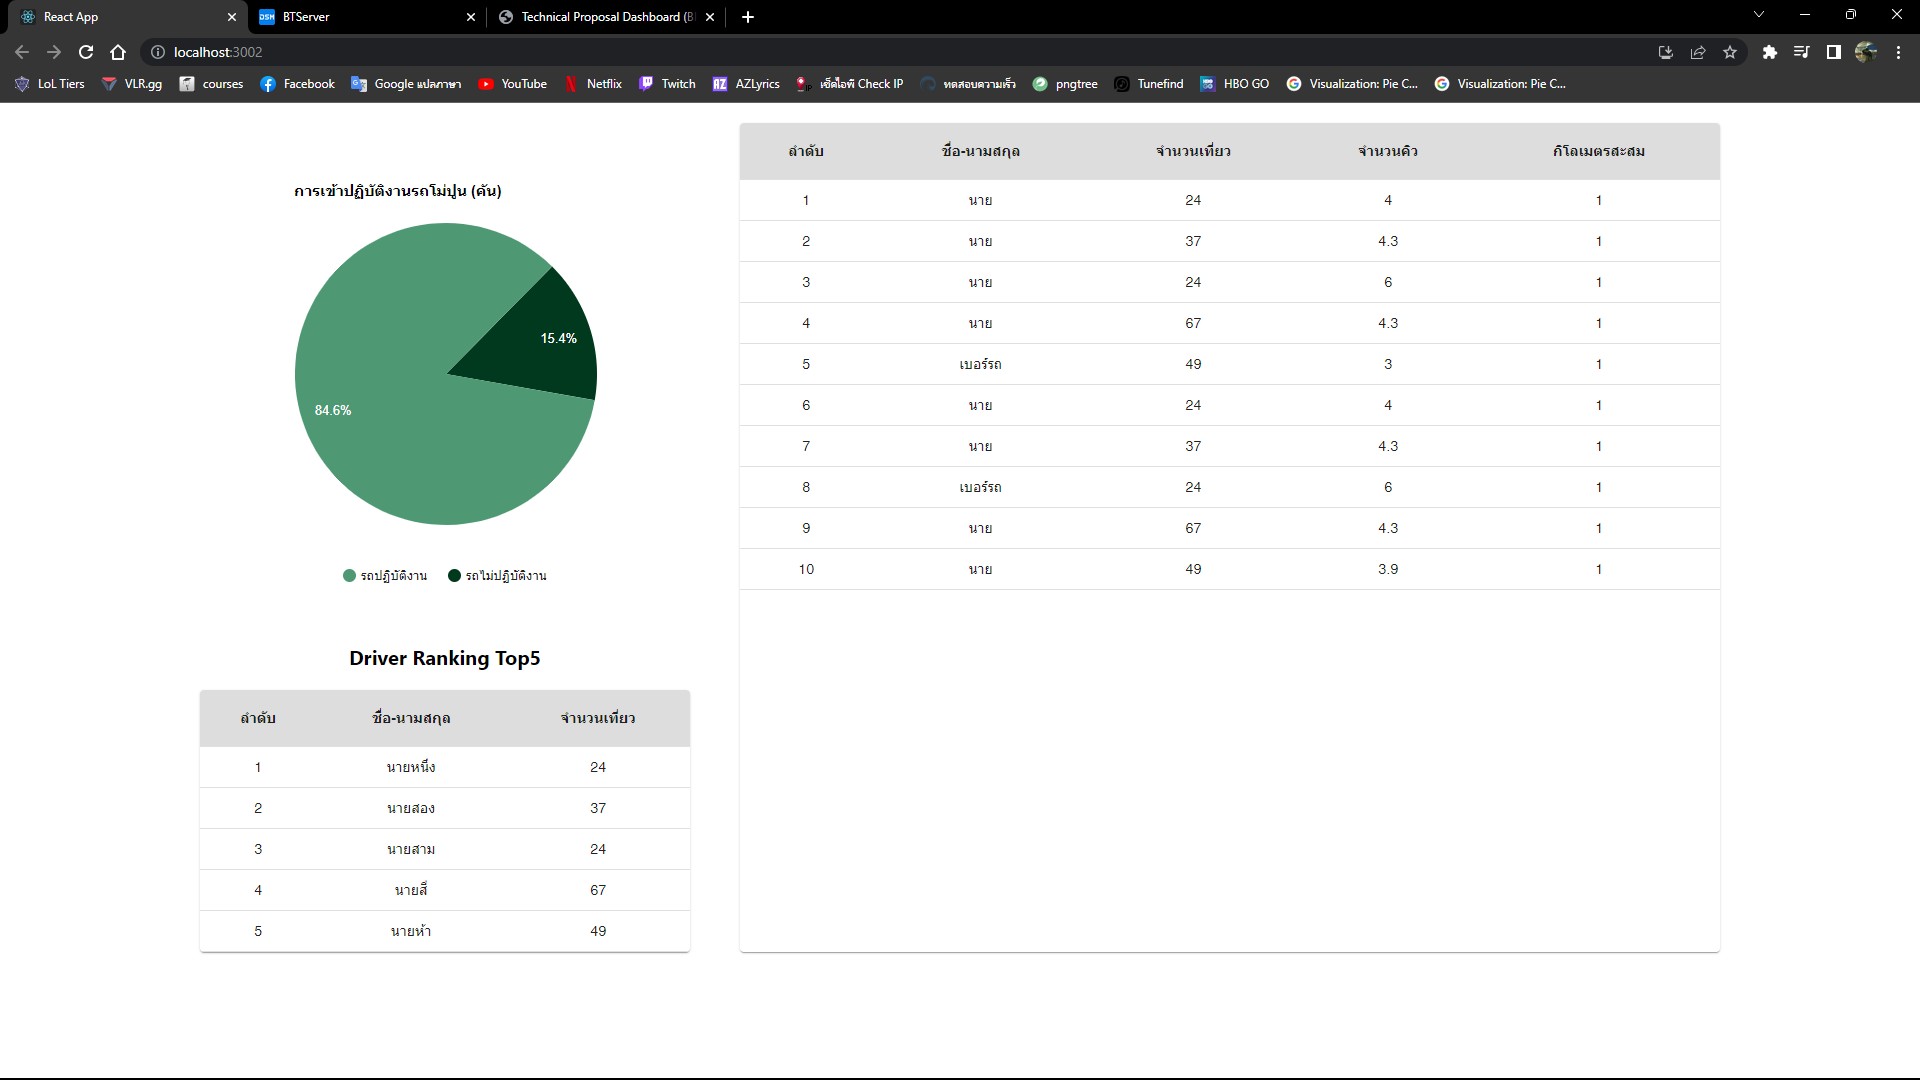 React App
BTServer
Technical Proposal Dashboard (B
localhost:3002
LoL Tiers
VLR.gg
courses
Facebook
Google แปลภาษา
YouTube
Netflix
Twitch
AZLyrics
เช็คไอพี Check IP
ทดสอบความเร็ว
pngtree
Tunefind
HBO GO
Visualization: Pie C...
Visualization: Pie C...
การเข้าปฏิบัติงานรถโม่ปูน (คัน)
15.4%
84.6%
รถปฏิบัติงาน
รถไม่ปฏิบัติงาน
Driver Ranking Top5
ลำดับ ชื่อ-นามสกุล จำนวนเที่ยว
1 นายหนึ่ง 24
2 นายสอง 37
3 นายสาม 24
4 นายสี่ 67
5 นายห้า 49
ลำดับ ชื่อ-นามสกุล จำนวนเที่ยว จำนวนคิว กิโลเมตรสะสม
1 นาย 24 4 1
2 นาย 37 4.3 1
3 นาย 24 6 1
4 นาย 67 4.3 1
5 เบอร์รถ 49 3 1
6 นาย 24 4 1
7 นาย 37 4.3 1
8 เบอร์รถ 24 6 1
9 นาย 67 4.3 1
10 นาย 49 3.9 1